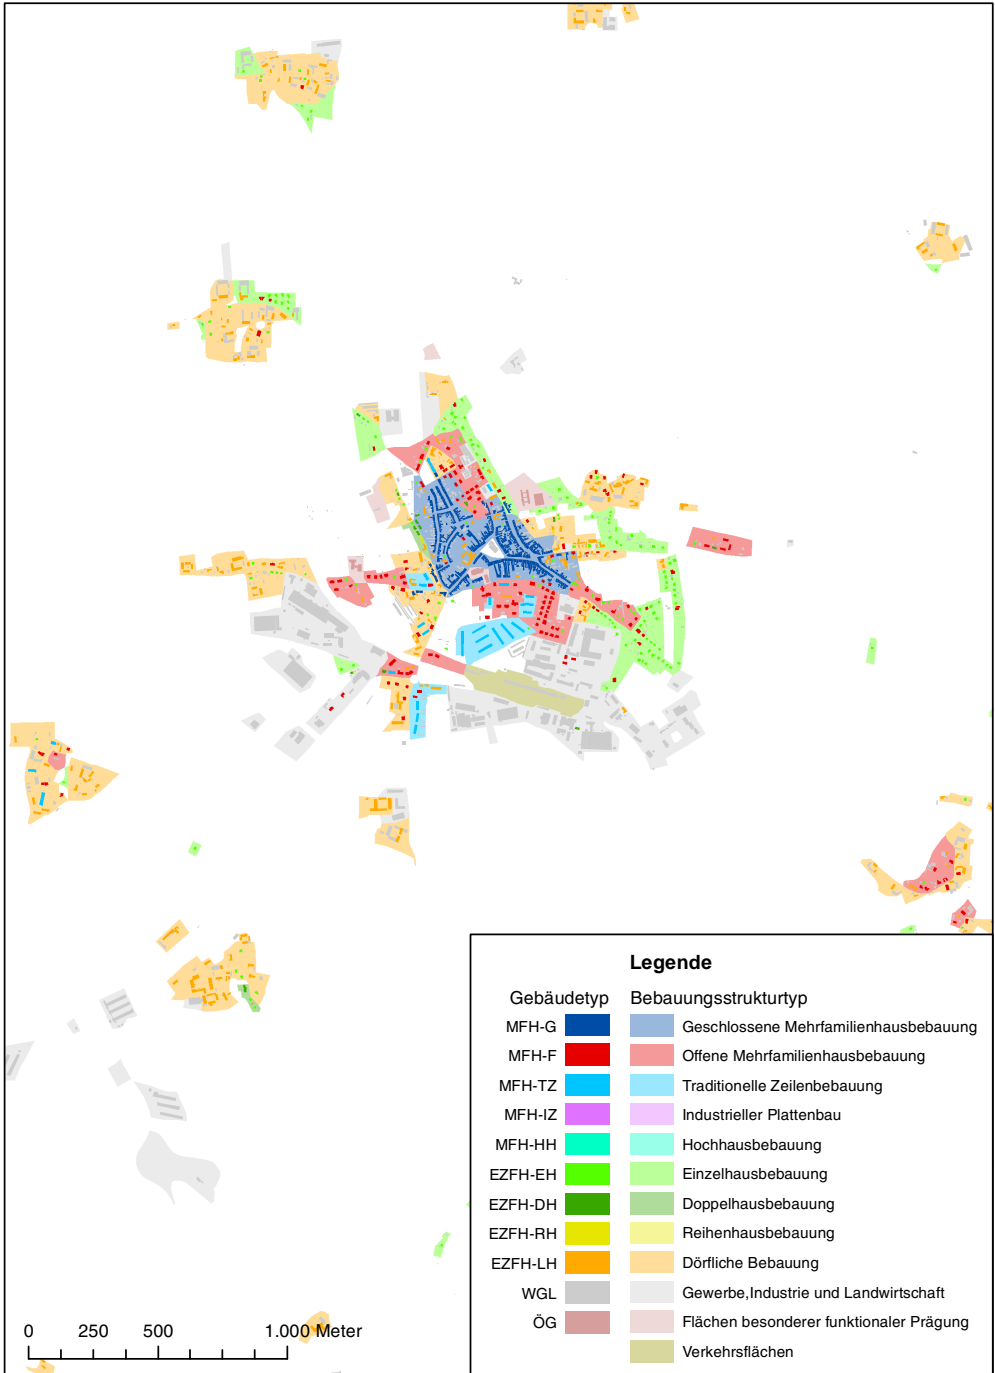 Legende
Gebäudetyp Bebauungsstrukturtyp
MFH-G Geschlossene Mehrfamilienhausbebauung
MFH-F Offene Mehrfamilienhausbebauung
MFH-TZ Traditionelle Zeilenbebauung
MFH-IZ Industrieller Plattenbau
MFH-HH Hochhausbebauung
EZFH-EH Einzelhausbebauung
EZFH-DH Doppelhausbebauung
EZFH-RH Reihenhausbebauung
EZFH-LH Dörfliche Bebauung
WGL Gewerbe,Industrie und Landwirtschaft
ÖG Flächen besonderer funktionaler Prägung
Verkehrsflächen
0 250 500 1.000 Meter